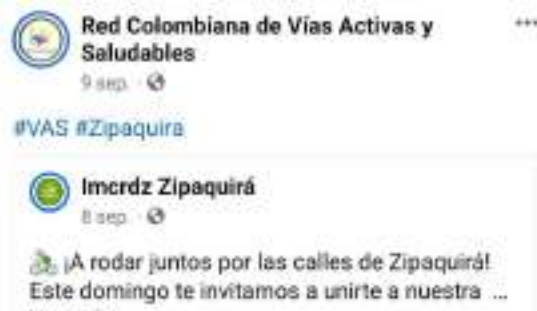 Red Colombiana de Vías Activas y
Saludables
9 sep.
#VAS #Zipaquira
Imcrdz Zipaquirá
8 sep.
¡A rodar juntos por las calles de Zipaquirá!
Este domingo te invitamos a unirte a nuestra ...